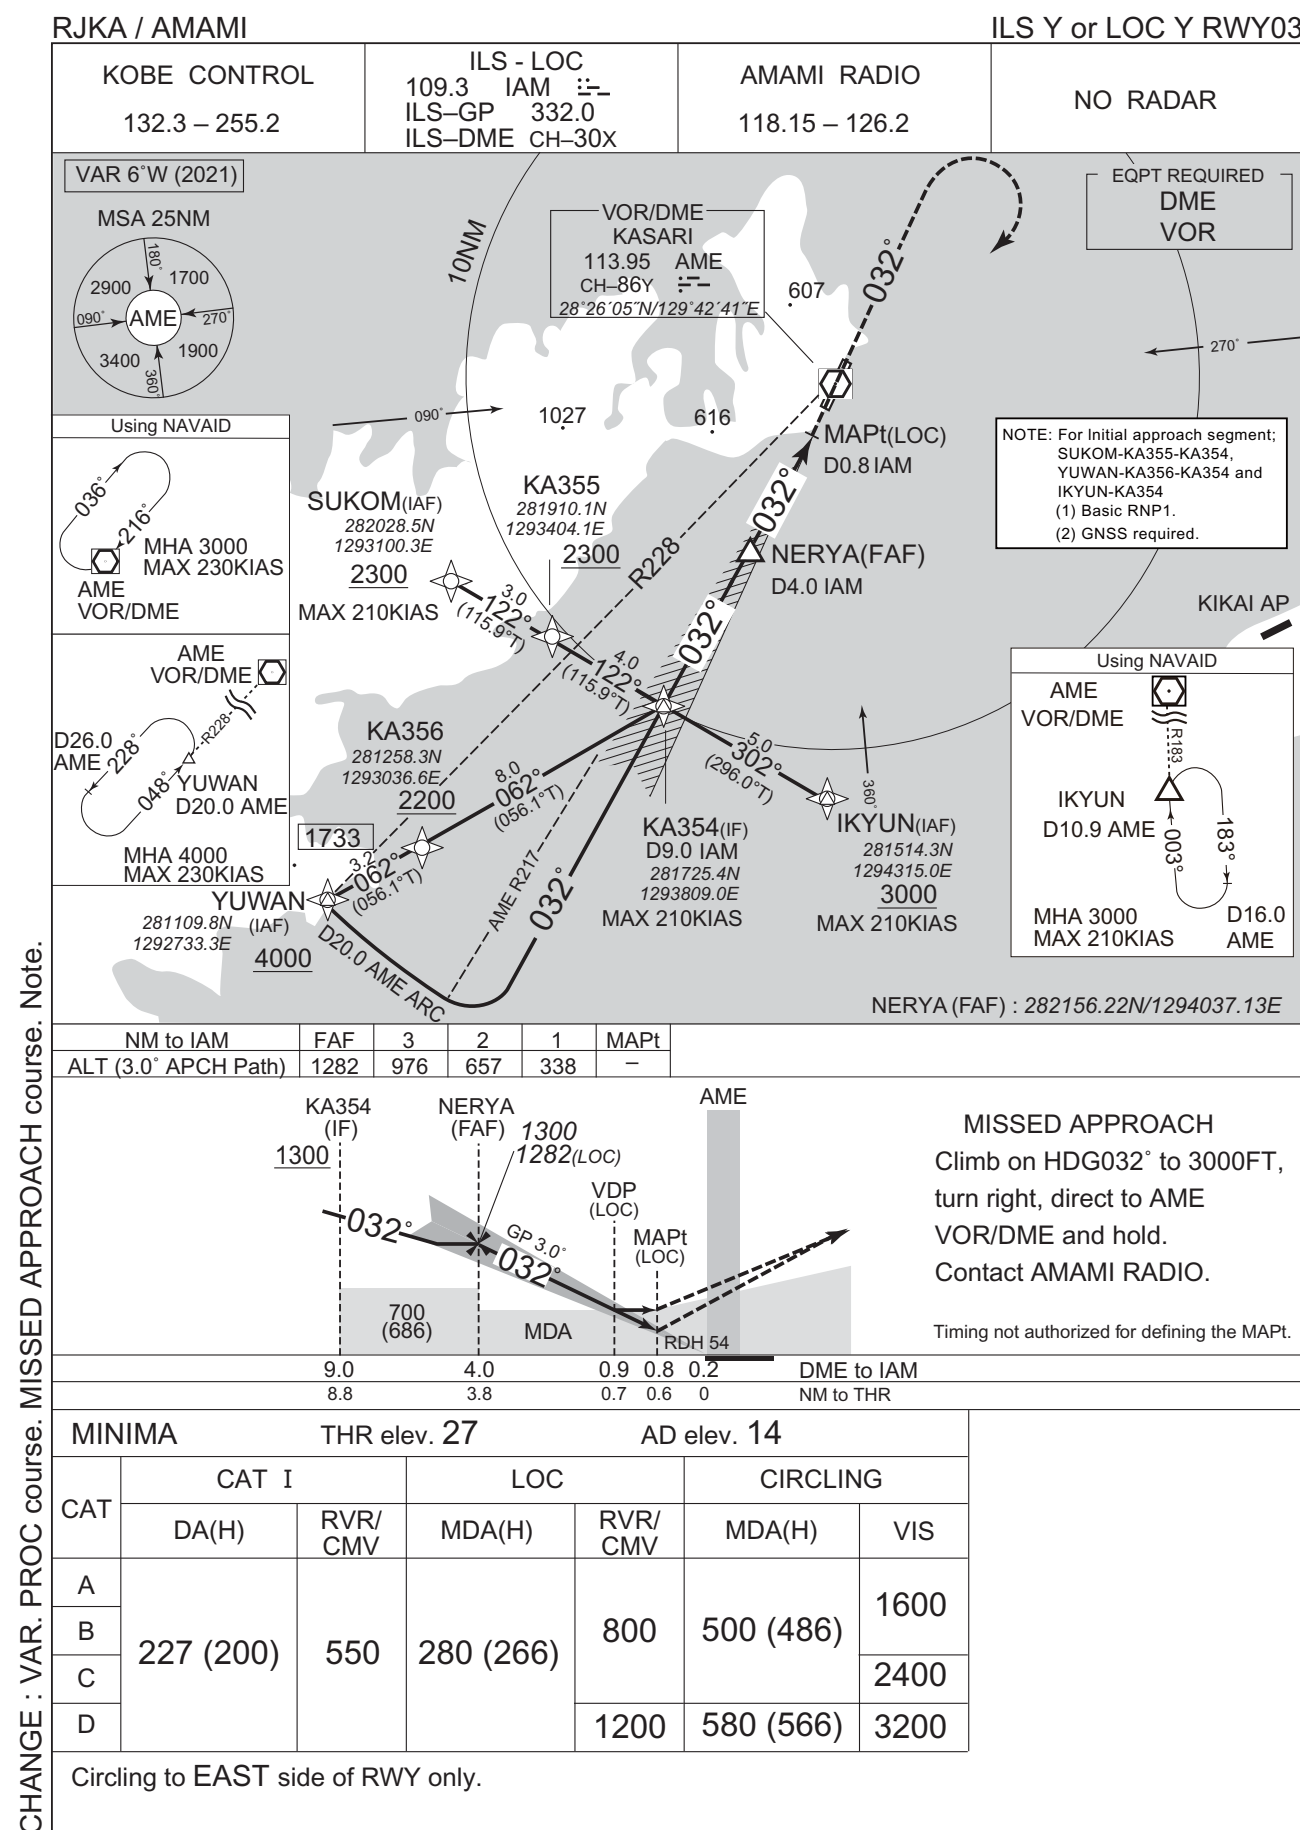 RJKA / AMAMI
ILS Y or LOC Y RWY03
KOBE CONTROL
132.3 – 255.2
ILS - LOC
109.3 IAM
ILS–GP 332.0
ILS–DME CH–30X
AMAMI RADIO
118.15 – 126.2
NO RADAR
VAR 6˚W (2021)
MSA 25NM
180˚
2900
1700
090˚
AME
270˚
3400
1900
360˚
10NM
VOR/DME
KASARI
113.95 AME
CH–86Y
28˚26´05˝N/129˚42´41˝E
607
032˚
EQPT REQUIRED
DME
VOR
270˚
090˚
1027
616
MAPt(LOC)
D0.8 IAM
NOTE: For Initial approach segment;
SUKOM-KA355-KA354,
YUWAN-KA356-KA354 and
IKYUN-KA354
(1) Basic RNP1.
(2) GNSS required.
Using NAVAID
036˚
216˚
MHA 3000
MAX 230KIAS
AME
VOR/DME
SUKOM(IAF)
282028.5N
1293100.3E
2300
MAX 210KIAS
KA355
281910.1N
1293404.1E
2300
R228
032˚
NERYA(FAF)
D4.0 IAM
3.0
122˚
(115.9°T)
4.0
122˚
(115.9°T)
032˚
KIKAI AP
AME
VOR/DME
R228
D26.0
AME
228˚
048˚
YUWAN
D20.0 AME
MHA 4000
MAX 230KIAS
KA356
281258.3N
1293036.6E
2200
8.0
062˚
(056.1°T)
5.0
302˚
(296.0°T)
360˚
1733
3.2
062˚
(056.1°T)
YUWAN
(IAF)
281109.8N
1292733.3E
4000
D20.0 AME ARC
AME R217
032˚
KA354(IF)
D9.0 IAM
281725.4N
1293809.0E
MAX 210KIAS
IKYUN(IAF)
281514.3N
1294315.0E
3000
MAX 210KIAS
Using NAVAID
AME
VOR/DME
R183
IKYUN
D10.9 AME
003˚
183˚
MHA 3000
MAX 210KIAS
D16.0
AME
NERYA (FAF) : 282156.22N/1294037.13E
NM to IAM FAF 3 2 1 MAPt
ALT (3.0˚ APCH Path) 1282 976 657 338 –
KA354
(IF)
1300
NERYA
(FAF)
1300
1282(LOC)
VDP
(LOC)
MAPt
(LOC)
AME
032˚
GP 3.0˚
032˚
700
(686)
MDA
RDH 54
9.0 4.0 0.9 0.8 0.2 DME to IAM
8.8 3.8 0.7 0.6 0 NM to THR
MISSED APPROACH
Climb on HDG032˚ to 3000FT,
turn right, direct to AME
VOR/DME and hold.
Contact AMAMI RADIO.
Timing not authorized for defining the MAPt.
MINIMA THR elev. 27 AD elev. 14
CAT
CAT I LOC CIRCLING
DA(H) RVR/CMV MDA(H) RVR/CMV MDA(H) VIS
A
B
C
D
227 (200)
550
280 (266)
800
1200
500 (486)
580 (566)
1600
2400
3200
Circling to EAST side of RWY only.
CHANGE : VAR. PROC course. MISSED APPROACH course. Note.